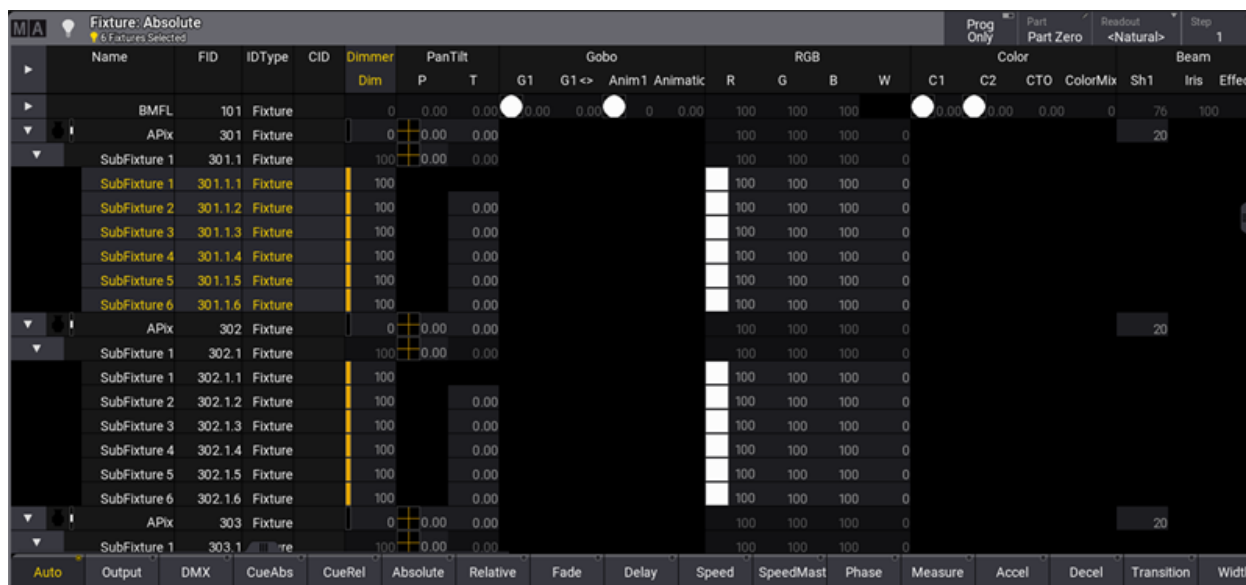 MA Fixture: Absolute Prog Only Part Part Zero Readout <Natural> Step 1
6 Fixtures Selected
Name FID IDType CID Dimmer PanTilt Gobo RGB Color Beam
Dim P T G1 G1<> Anim1 Animatic R G B W C1 C2 CTO ColorMix Sh1 Iris Effec
BMFL 101 Fixture 0 0.00 0.00 0.00 0.00 0 0.00 100 100 100 0.00 0.00 0.00 0 76 100
APix 301 Fixture 0 0.00 0.00 100 100 100 0 20
SubFixture 1 301.1 Fixture 100 0.00 0.00 100 100 100 0
SubFixture 1 301.1.1 Fixture 100 100 100 100 0
SubFixture 2 301.1.2 Fixture 100 0.00 100 100 100 0
SubFixture 3 301.1.3 Fixture 100 0.00 100 100 100 0
SubFixture 4 301.1.4 Fixture 100 0.00 100 100 100 0
SubFixture 5 301.1.5 Fixture 100 0.00 100 100 100 0
SubFixture 6 301.1.6 Fixture 100 0.00 100 100 100 0
APix 302 Fixture 0 0.00 0.00 100 100 100 0 20
SubFixture 1 302.1 Fixture 100 0.00 0.00 100 100 100 0
SubFixture 1 302.1.1 Fixture 100 100 100 100 0
SubFixture 2 302.1.2 Fixture 100 0.00 100 100 100 0
SubFixture 3 302.1.3 Fixture 100 0.00 100 100 100 0
SubFixture 4 302.1.4 Fixture 100 0.00 100 100 100 0
SubFixture 5 302.1.5 Fixture 100 0.00 100 100 100 0
SubFixture 6 302.1.6 Fixture 100 0.00 100 100 100 0
APix 303 Fixture 0 0.00 0.00 100 100 100 0 20
SubFixture 1 303.1 re 100 0.00 0.00 100 100 100 0
Auto Output DMX CueAbs CueRel Absolute Relative Fade Delay Speed SpeedMast Phase Measure Accel Decel Transition Widt